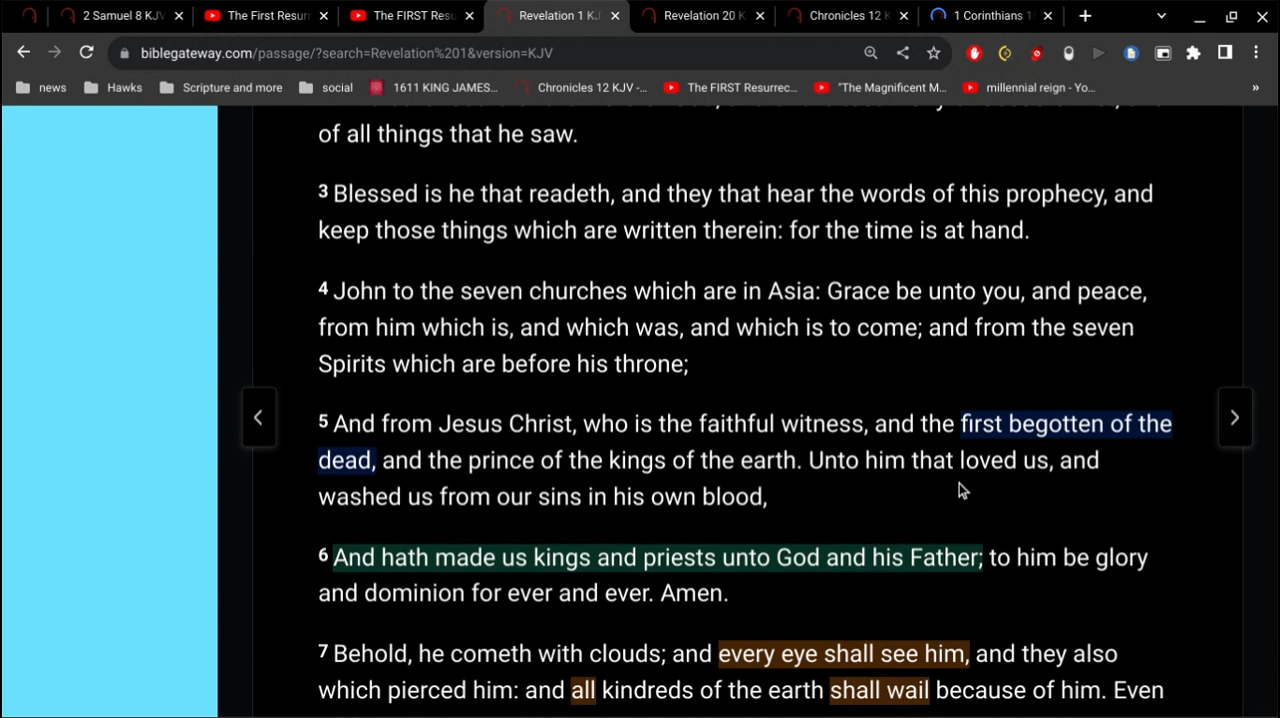 2 Samuel 8 KJV
The First Resurr
The FIRST Resu
Revelation 1 KJ
Revelation 20 K
Chronicles 12 K
1 Corinthians 1
biblegateway.com/passage/?search=Revelation%201&version=KJV
news
Hawks
Scripture and more
social
1611 KING JAMES...
Chronicles 12 KJV -...
The FIRST Resurrec...
"The Magnificent M...
millennial reign - Yo...
»
of all things that he saw.
3 Blessed is he that readeth, and they that hear the words of this prophecy, and
keep those things which are written therein: for the time is at hand.
4 John to the seven churches which are in Asia: Grace be unto you, and peace,
from him which is, and which was, and which is to come; and from the seven
Spirits which are before his throne;
5 And from Jesus Christ, who is the faithful witness, and the first begotten of the
dead, and the prince of the kings of the earth. Unto him that loved us, and
washed us from our sins in his own blood,
6 And hath made us kings and priests unto God and his Father; to him be glory
and dominion for ever and ever. Amen.
7 Behold, he cometh with clouds; and every eye shall see him, and they also
which pierced him: and all kindreds of the earth shall wail because of him. Even